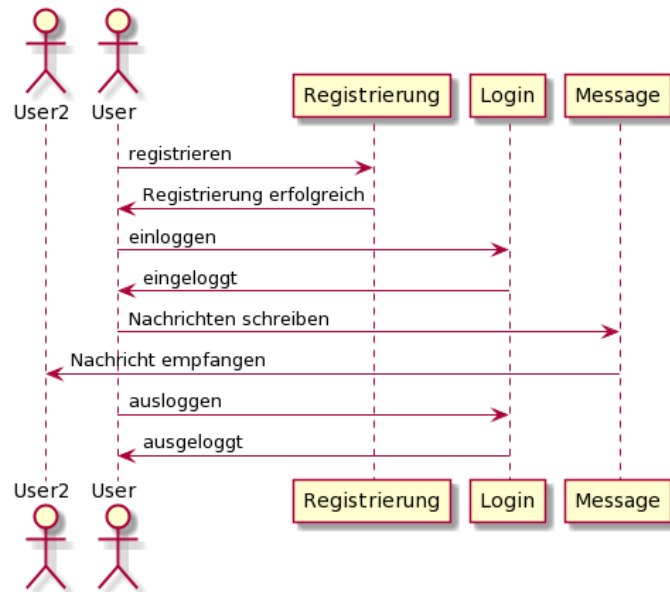 User2 User Registrierung Login Message
registrieren
Registrierung erfolgreich
einloggen
eingeloggt
Nachrichten schreiben
Nachricht empfangen
ausloggen
ausgeloggt
User2 User Registrierung Login Message